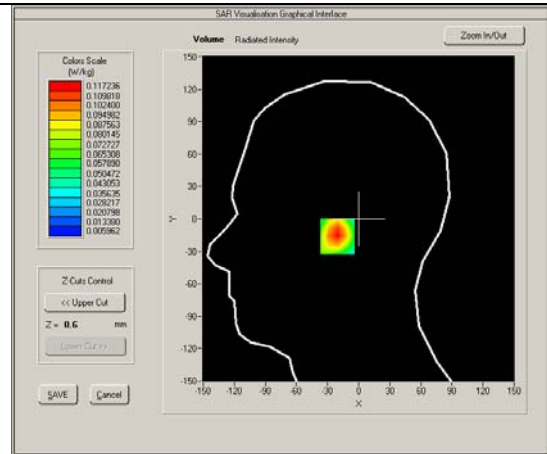 SAR Visualisation Graphical Interface
Volume Radiated Intensity
Zoom In/Out
Colors Scale
(W/kg)
0.117236
0.109818
0.102400
0.094982
0.087563
0.080145
0.072727
0.065308
0.057890
0.050472
0.043053
0.035635
0.028217
0.020798
0.013380
0.005962
Z Cuts Control
<< Upper Cut
Z = 0.6 mm
Lower Cut >>
SAVE Cancel
150-
120-
90-
60-
30-
0-
-30-
-60-
-90-
-120-
-150-
Y
-150 -120 -90 -60 -30 0 30 60 90 120 150
X